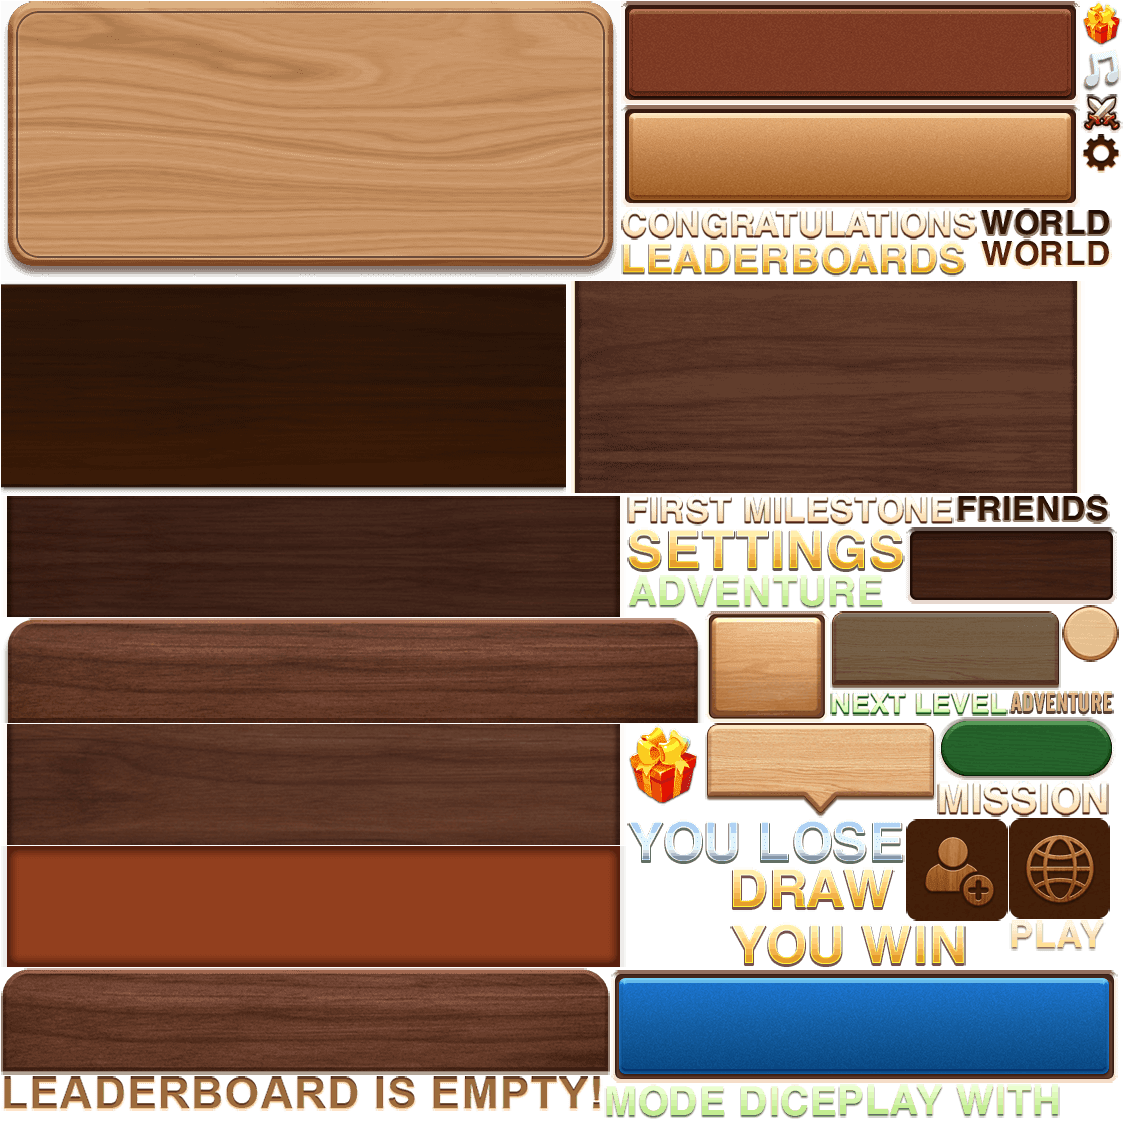 CONGRATULATIONS
WORLD
LEADERBOARDS
WORLD
FIRST MILESTONE
FRIENDS
SETTINGS
ADVENTURE
NEXT LEVEL
ADVENTURE
MISSION
YOU LOSE
DRAW
YOU WIN
PLAY
LEADERBOARD IS EMPTY!
MODE DICE
PLAY WITH